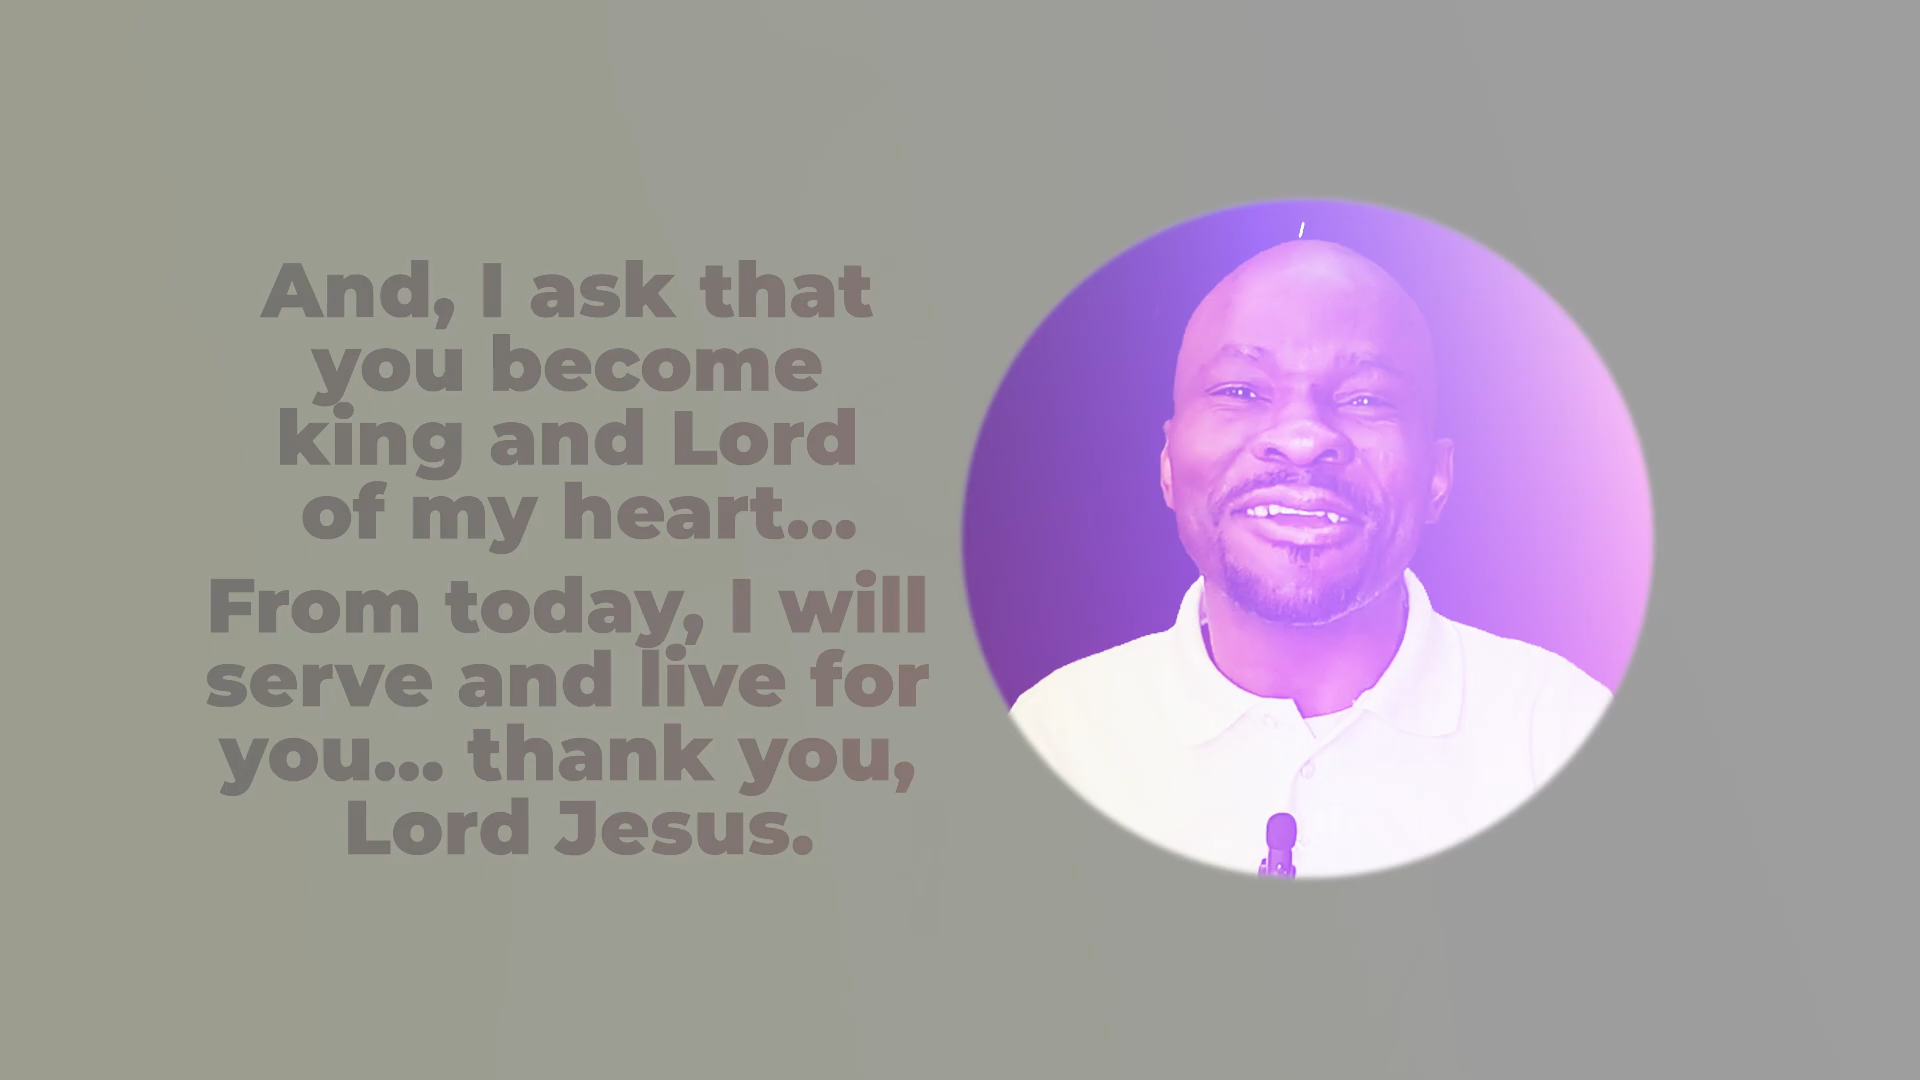 And, I ask that
you become
king and Lord
of my heart...
From today, I will
serve and live for
you... thank you,
Lord Jesus.